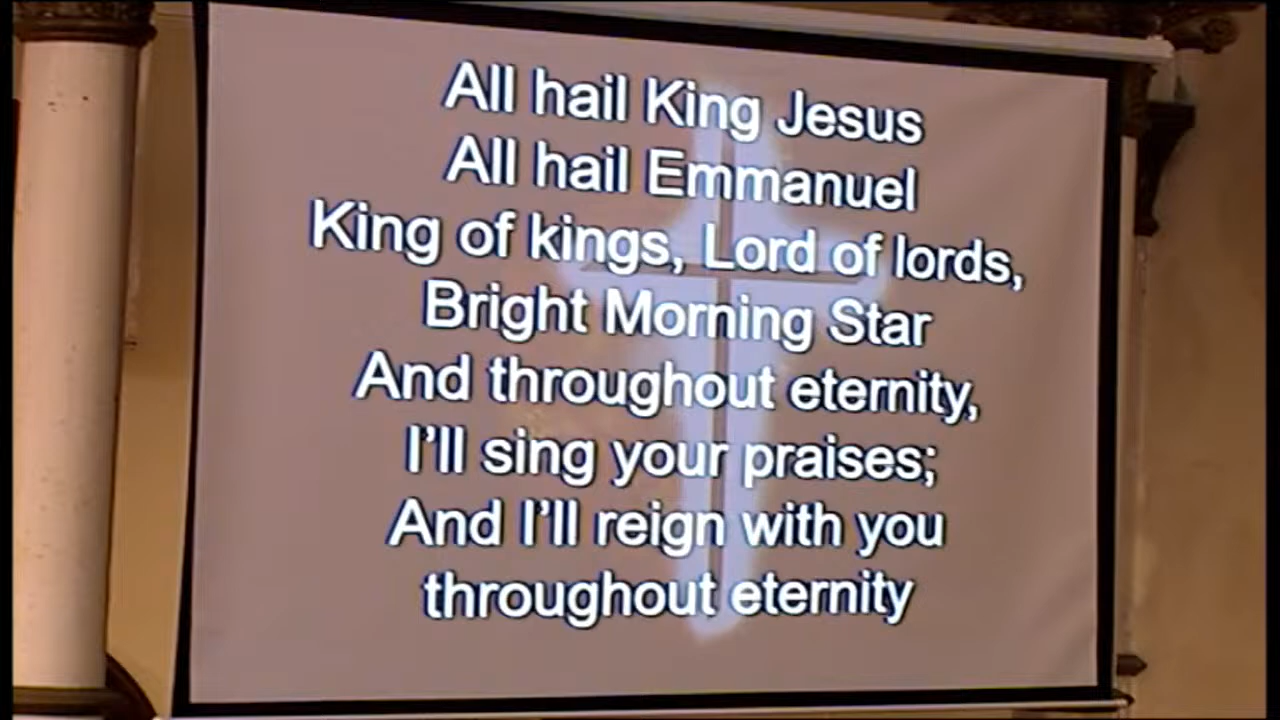 All hail King Jesus
All hail Emmanuel
King of kings, Lord of lords,
Bright Morning Star
And throughout eternity,
I’ll sing your praises;
And I’ll reign with you
throughout eternity